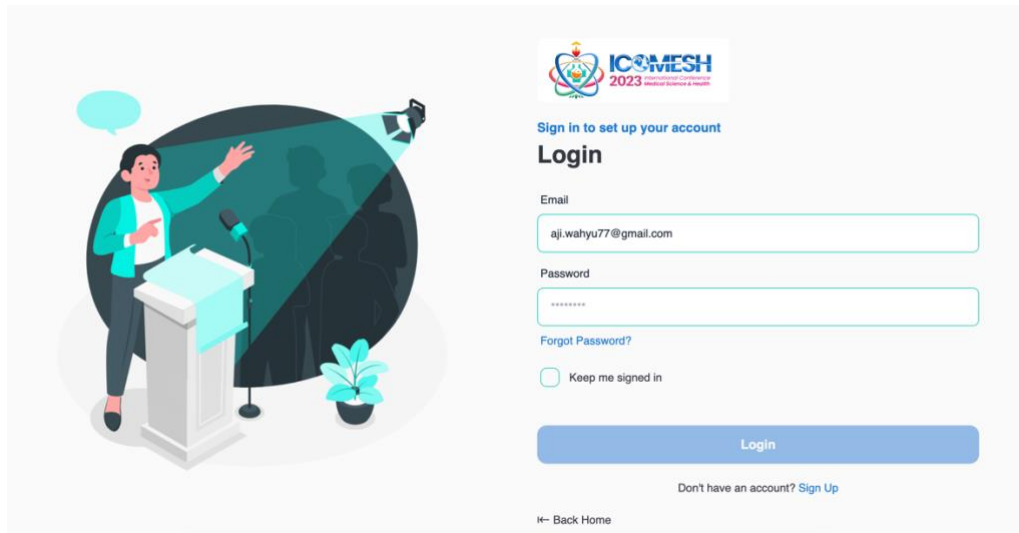 ICOMESH
2023 International Conference
Medical Science & Health
Sign in to set up your account
Login
Email
aji.wahyu77@gmail.com
Password
********
Forgot Password?
Keep me signed in
Login
Don't have an account? Sign Up
Back Home